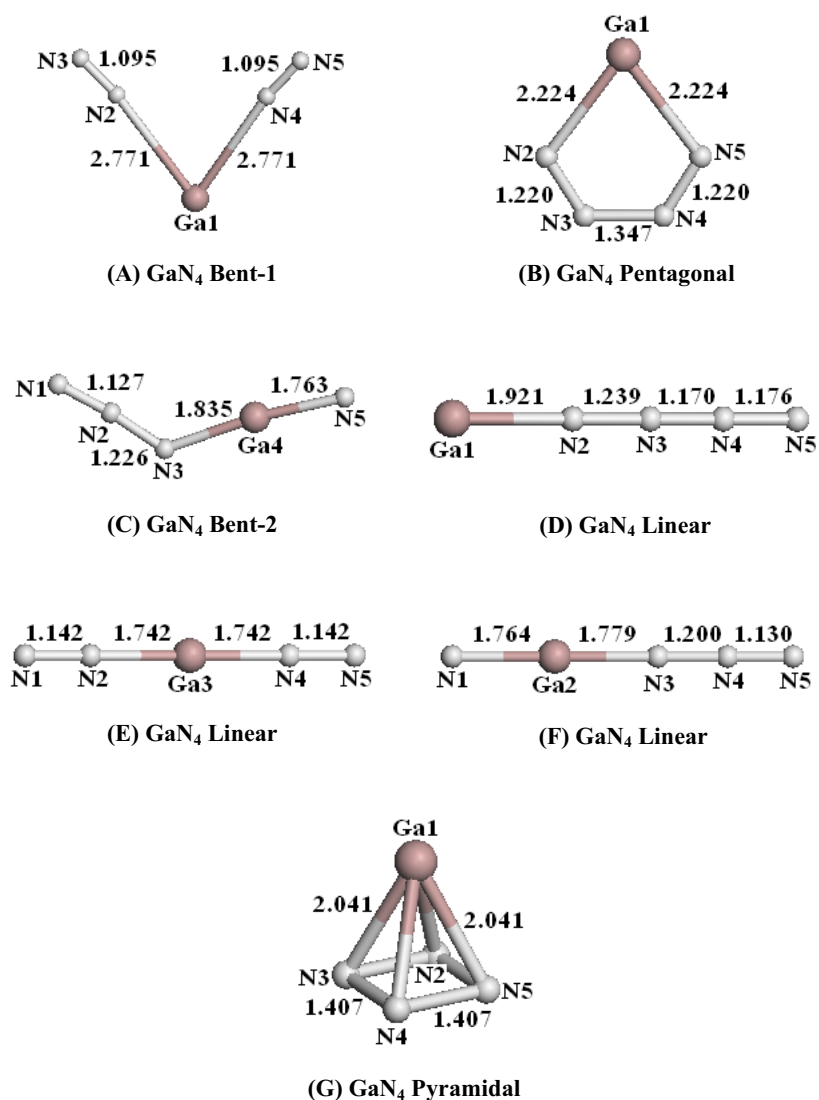 N3 1.095 1.095 N5
N2 N4
2.771 2.771
Ga1
(A) GaN₄ Bent-1
Ga1
2.224 2.224
N2 N5
1.220 1.220
N3 N4
1.347
(B) GaN₄ Pentagonal
N1 1.127 1.763
N2 1.835 N5
1.226 Ga4
N3
(C) GaN₄ Bent-2
1.921 1.239 1.170 1.176
Ga1 N2 N3 N4 N5
(D) GaN₄ Linear
1.142 1.742 1.742 1.142
N1 N2 Ga3 N4 N5
(E) GaN₄ Linear
1.764 1.779 1.200 1.130
N1 Ga2 N3 N4 N5
(F) GaN₄ Linear
Ga1
2.041 2.041
N3 N2 N5
1.407 1.407
N4
(G) GaN₄ Pyramidal